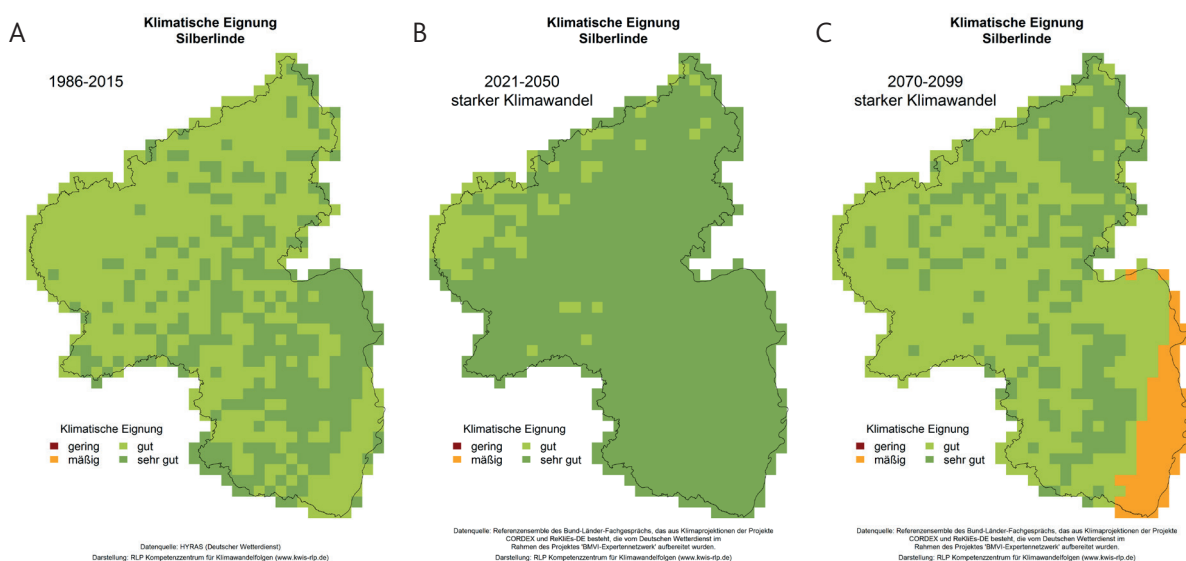 A
Klimatische Eignung
Silberlinde
1986-2015
Klimatische Eignung
gering
gut
mäßig
sehr gut
Datenquelle: HYRAS (Deutscher Wetterdienst)
Darstellung: RLP Kompetenzzentrum für Klimawandelfolgen (www.kwis-rlp.de)
B
Klimatische Eignung
Silberlinde
2021-2050
starker Klimawandel
Klimatische Eignung
gering
gut
mäßig
sehr gut
Datenquelle: Referenzensemble des Bund-Länder-Fachgesprächs, das aus Klimaprojektionen der Projekte
CORDEX und ReKliEs-DE besteht, die vom Deutschen Wetterdienst im
Rahmen des Projektes 'BMVI-Expertennetzwerk' aufbereitet wurden.
Darstellung: RLP Kompetenzzentrum für Klimawandelfolgen (www.kwis-rlp.de)
C
Klimatische Eignung
Silberlinde
2070-2099
starker Klimawandel
Klimatische Eignung
gering
gut
mäßig
sehr gut
Datenquelle: Referenzensemble des Bund-Länder-Fachgesprächs, das aus Klimaprojektionen der Projekte
CORDEX und ReKliEs-DE besteht, die vom Deutschen Wetterdienst im
Rahmen des Projektes 'BMVI-Expertennetzwerk' aufbereitet wurden.
Darstellung: RLP Kompetenzzentrum für Klimawandelfolgen (www.kwis-rlp.de)